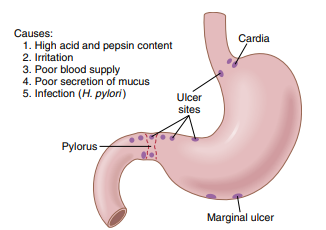 Causes:
1. High acid and pepsin content
2. Irritation
3. Poor blood supply
4. Poor secretion of mucus
5. Infection (H. pylori)
Cardia
Ulcer
sites
Pylorus
Marginal ulcer